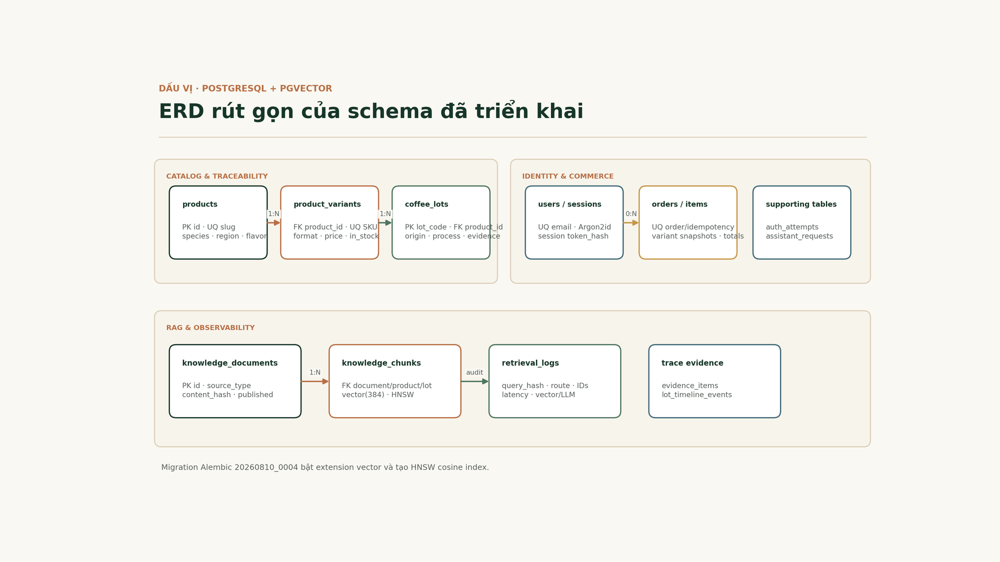 DẤU VỊ · POSTGRESQL + PGVECTOR
ERD rút gọn của schema đã triển khai
CATALOG & TRACEABILITY
products
PK id · UQ slug
species · region · flavor
1:N
product_variants
FK product_id · UQ SKU
format · price · in_stock
1:N
coffee_lots
PK lot_code · FK product_id
origin · process · evidence
IDENTITY & COMMERCE
users / sessions
UQ email · Argon2id
session token_hash
0:N
orders / items
UQ order/idempotency
variant snapshots · totals
supporting tables
auth_attempts
assistant_requests
RAG & OBSERVABILITY
knowledge_documents
PK id · source_type
content_hash · published
1:N
knowledge_chunks
FK document/product/lot
vector(384) · HNSW
audit
retrieval_logs
query_hash · route · IDs
latency · vector/LLM
trace evidence
evidence_items
lot_timeline_events
Migration Alembic 20260810_0004 bật extension vector và tạo HNSW cosine index.